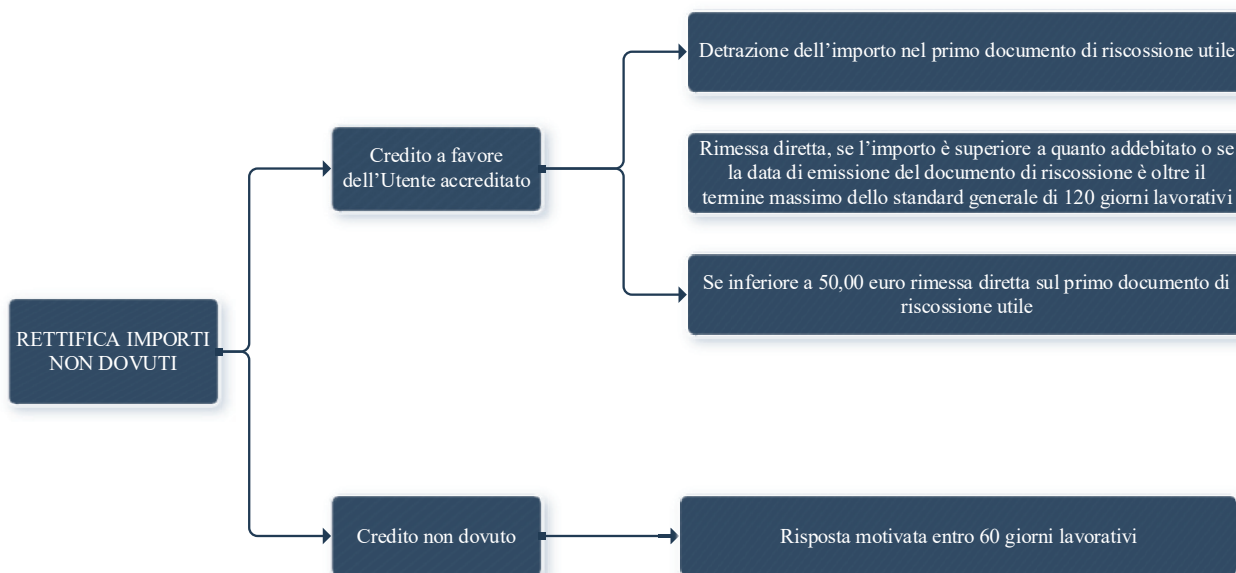 Detrazione dell’importo nel primo documento di riscossione utile
Credito a favore
dell’Utente accreditato
Rimessa diretta, se l’importo è superiore a quanto addebitato o se
la data di emissione del documento di riscossione è oltre il
termine massimo dello standard generale di 120 giorni lavorativi
Se inferiore a 50,00 euro rimessa diretta sul primo documento di
riscossione utile
RETTIFICA IMPORTI
NON DOVUTI
Credito non dovuto
Risposta motivata entro 60 giorni lavorativi